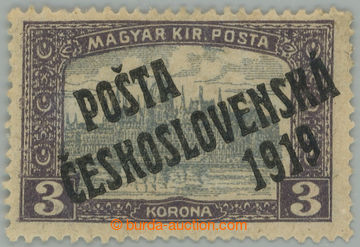 MAGYAR KIR. POSTA
POŠTA
ČESKOSLOVENSKÁ
1919
3 3
KORONA
© burda-auction.com